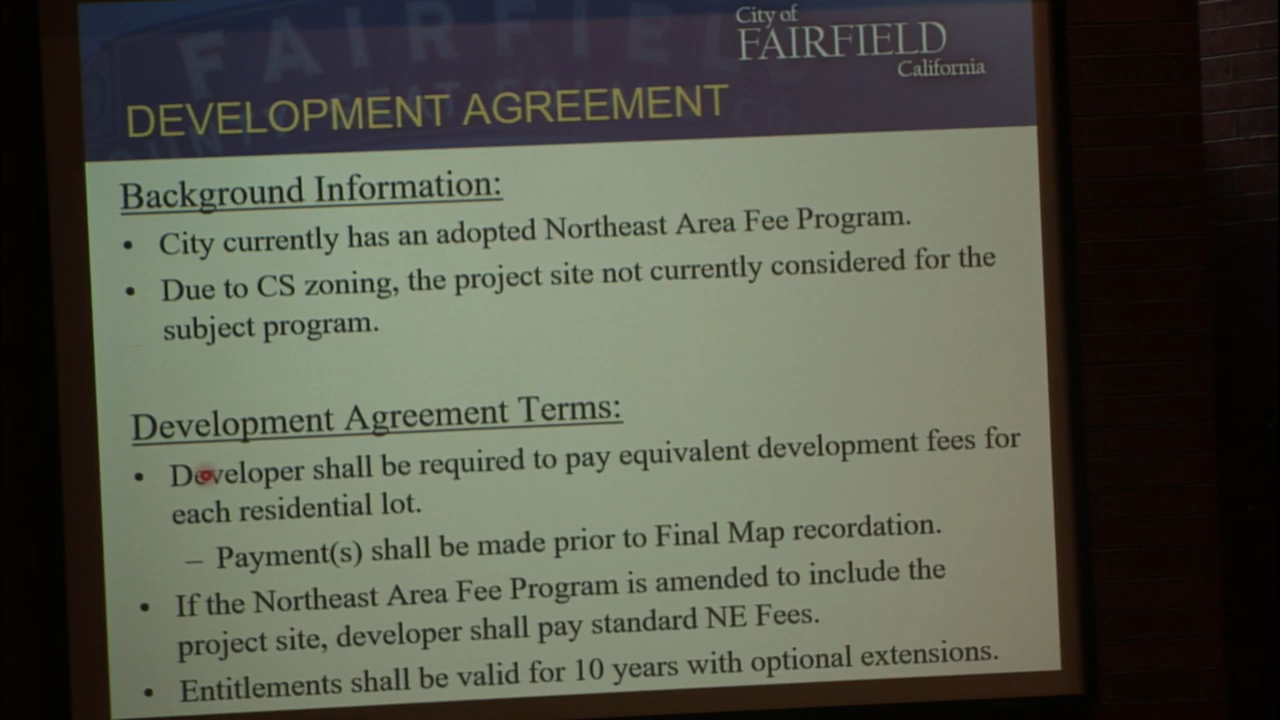 City of
FAIRFIELD
California
FAIRFIELD
DEVELOPMENT AGREEMENT
Background Information:
• City currently has an adopted Northeast Area Fee Program.
• Due to CS zoning, the project site not currently considered for the
subject program.
Development Agreement Terms:
• Developer shall be required to pay equivalent development fees for
each residential lot.
– Payment(s) shall be made prior to Final Map recordation.
• If the Northeast Area Fee Program is amended to include the
project site, developer shall pay standard NE Fees.
• Entitlements shall be valid for 10 years with optional extensions.